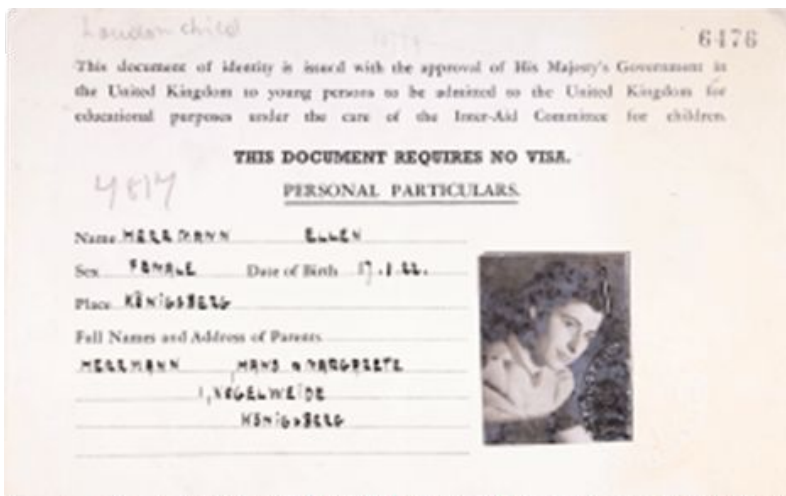 London child
6476
This document of identity is issued with the approval of His Majesty's Government in
the United Kingdom to young persons to be admitted to the United Kingdom for
educational purposes under the care of the Inter-Aid Committee for children.
THIS DOCUMENT REQUIRES NO VISA.
PERSONAL PARTICULARS.
Name HERRMANN ELLEN
Sex FEMALE Date of Birth
Place KÖNIGSBERG
Full Names and Address of Parents
HERRMANN HANS MARGARETE
1, VOGELWEIDE
KÖNIGSBERG